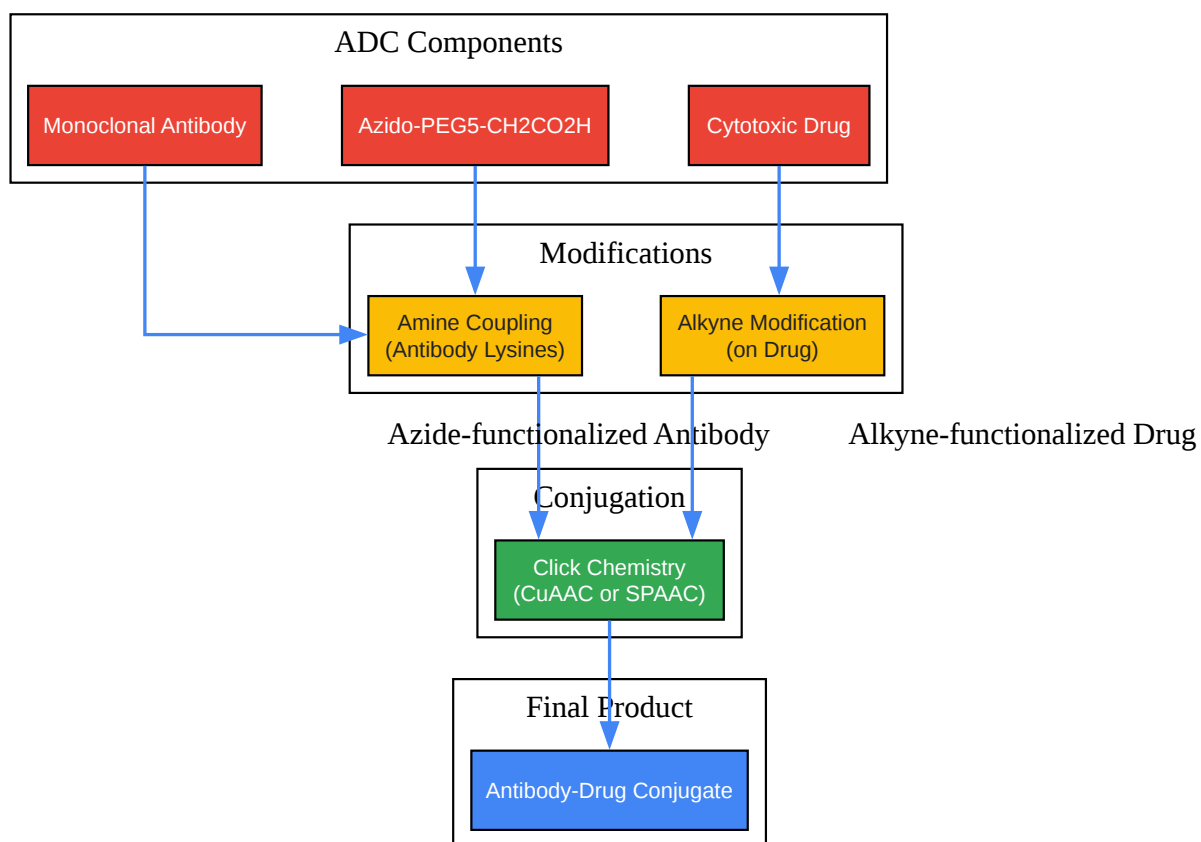 ADC Components
Monoclonal Antibody
Azido-PEG5-CH2CO2H
Cytotoxic Drug
Modifications
Amine Coupling
(Antibody Lysines)
Alkyne Modification
(on Drug)
Azide-functionalized Antibody
Alkyne-functionalized Drug
Conjugation
Click Chemistry
(CuAAC or SPAAC)
Final Product
Antibody-Drug Conjugate